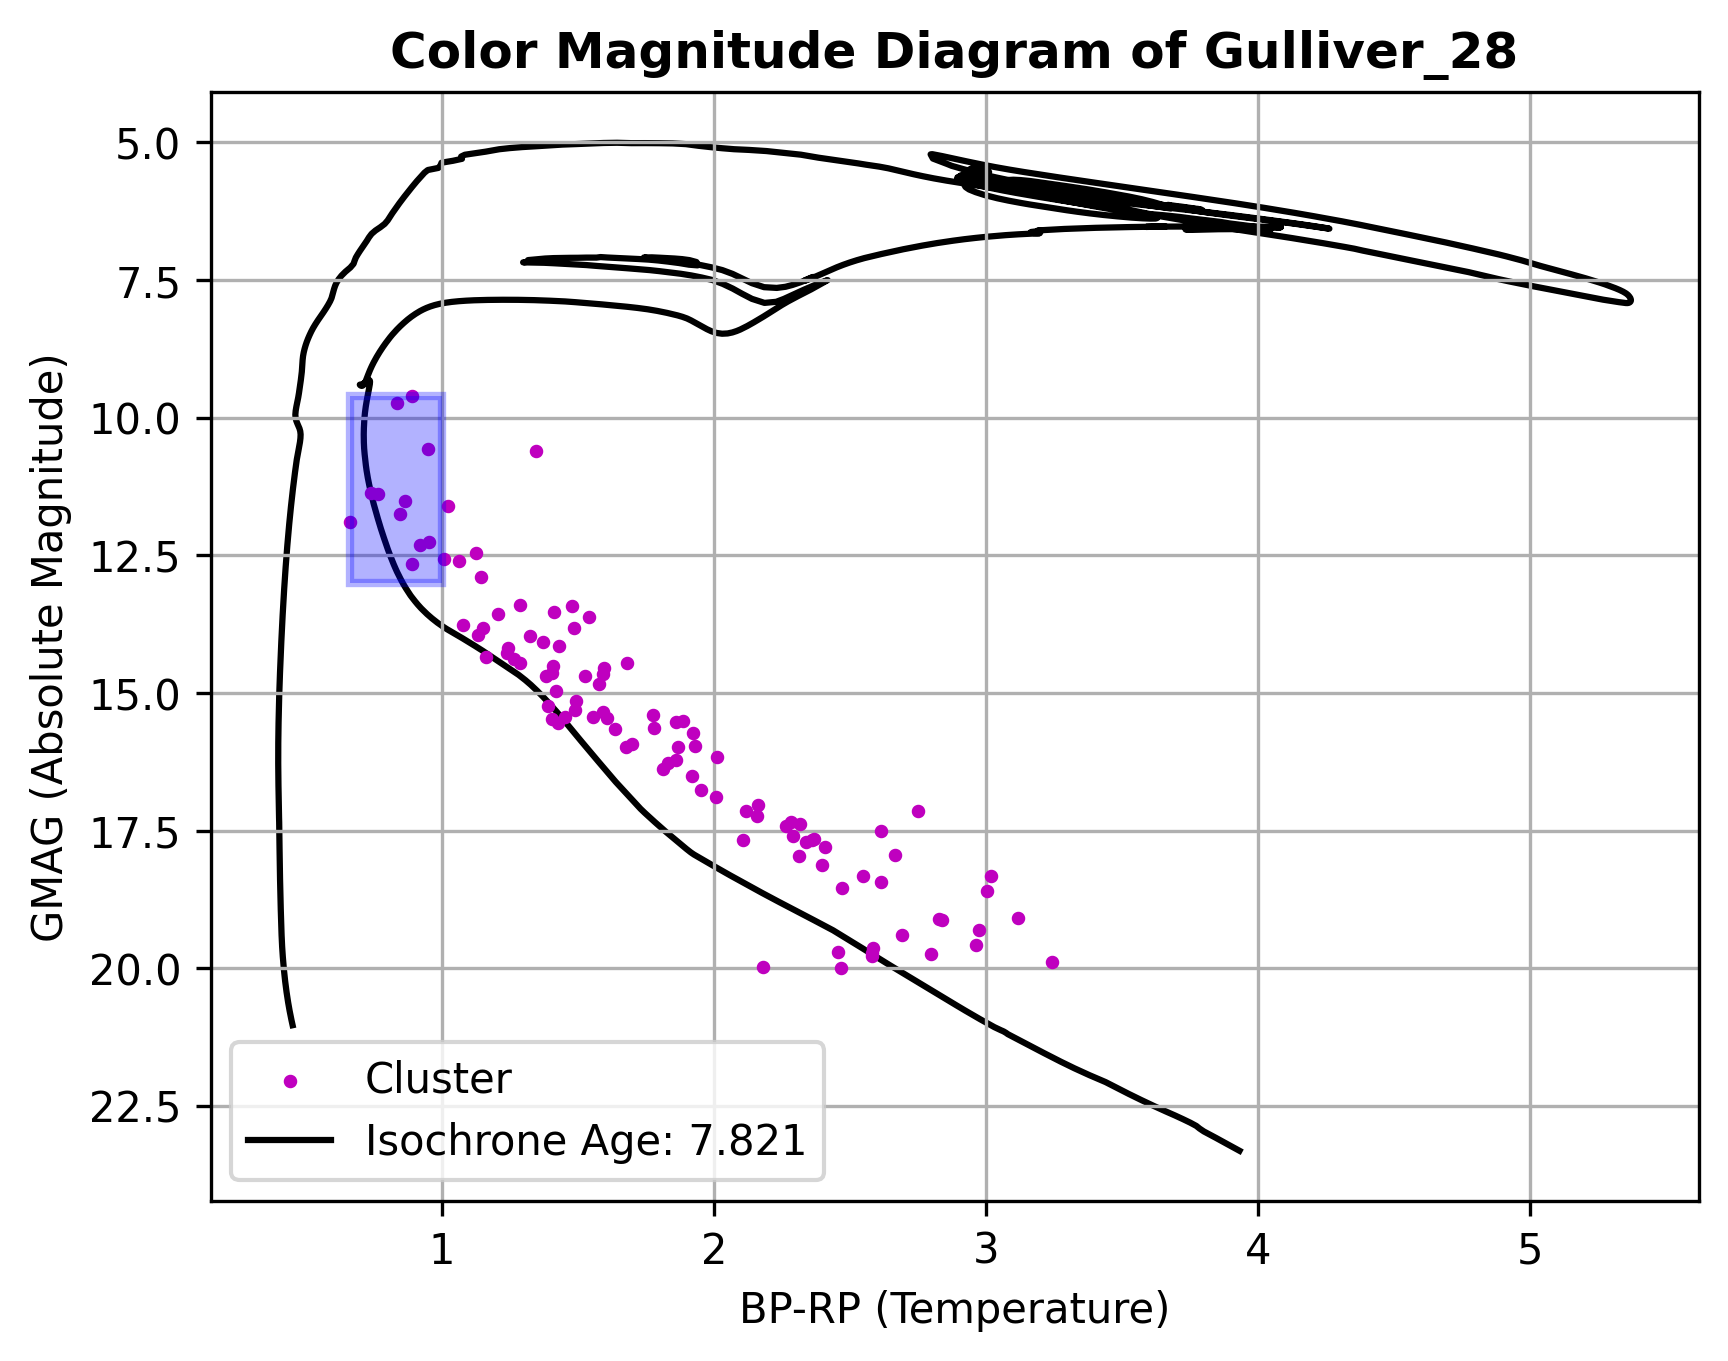 Color Magnitude Diagram of Gulliver_28
GMAG (Absolute Magnitude)
5.0
7.5
10.0
12.5
15.0
17.5
20.0
22.5
Cluster
Isochrone Age: 7.821
1
2
3
4
5
BP-RP (Temperature)